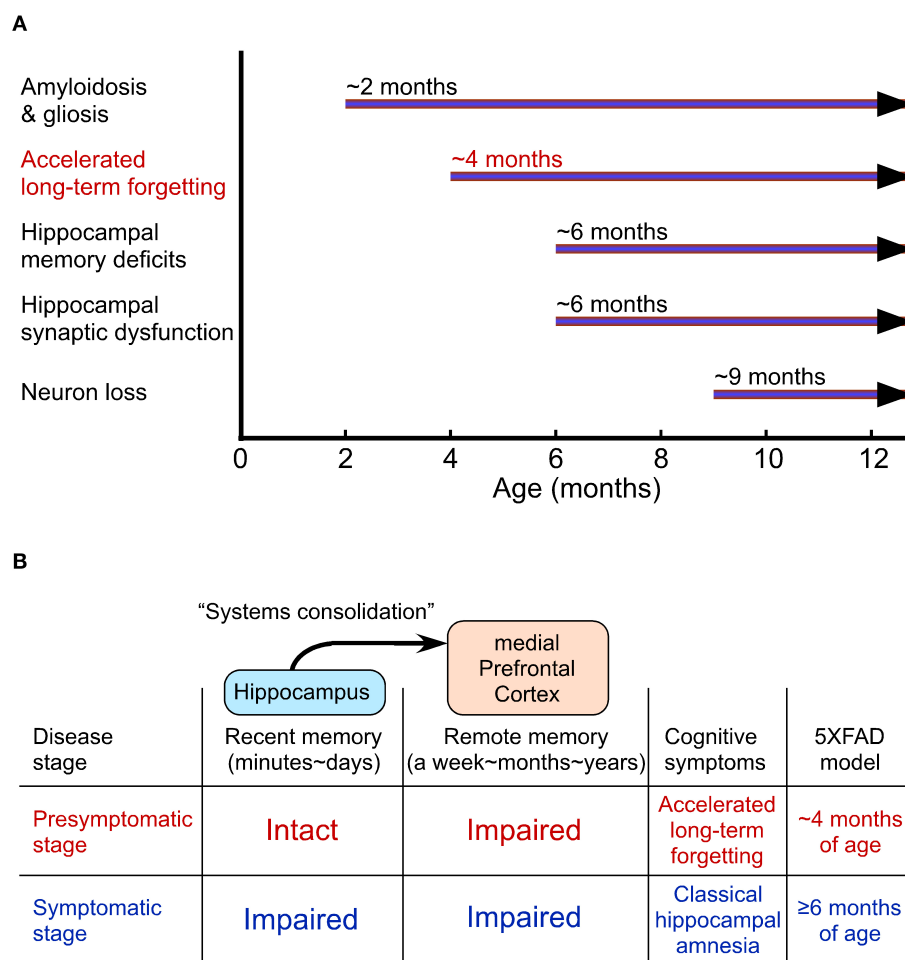 A
Amyloidosis
& gliosis
~2 months
Accelerated
long-term forgetting
~4 months
Hippocampal
memory deficits
~6 months
Hippocampal
synaptic dysfunction
~6 months
Neuron loss
~9 months
0 2 4 6 8 10 12
Age (months)
B
“Systems consolidation”
Hippocampus
medial
Prefrontal
Cortex
Disease
stage
Recent memory
(minutes~days)
Remote memory
(a week~months~years)
Cognitive
symptoms
5XFAD
model
Presymptomatic
stage
Intact
Impaired
Accelerated
long-term
forgetting
~4 months
of age
Symptomatic
stage
Impaired
Impaired
Classical
hippocampal
amnesia
≥6 months
of age